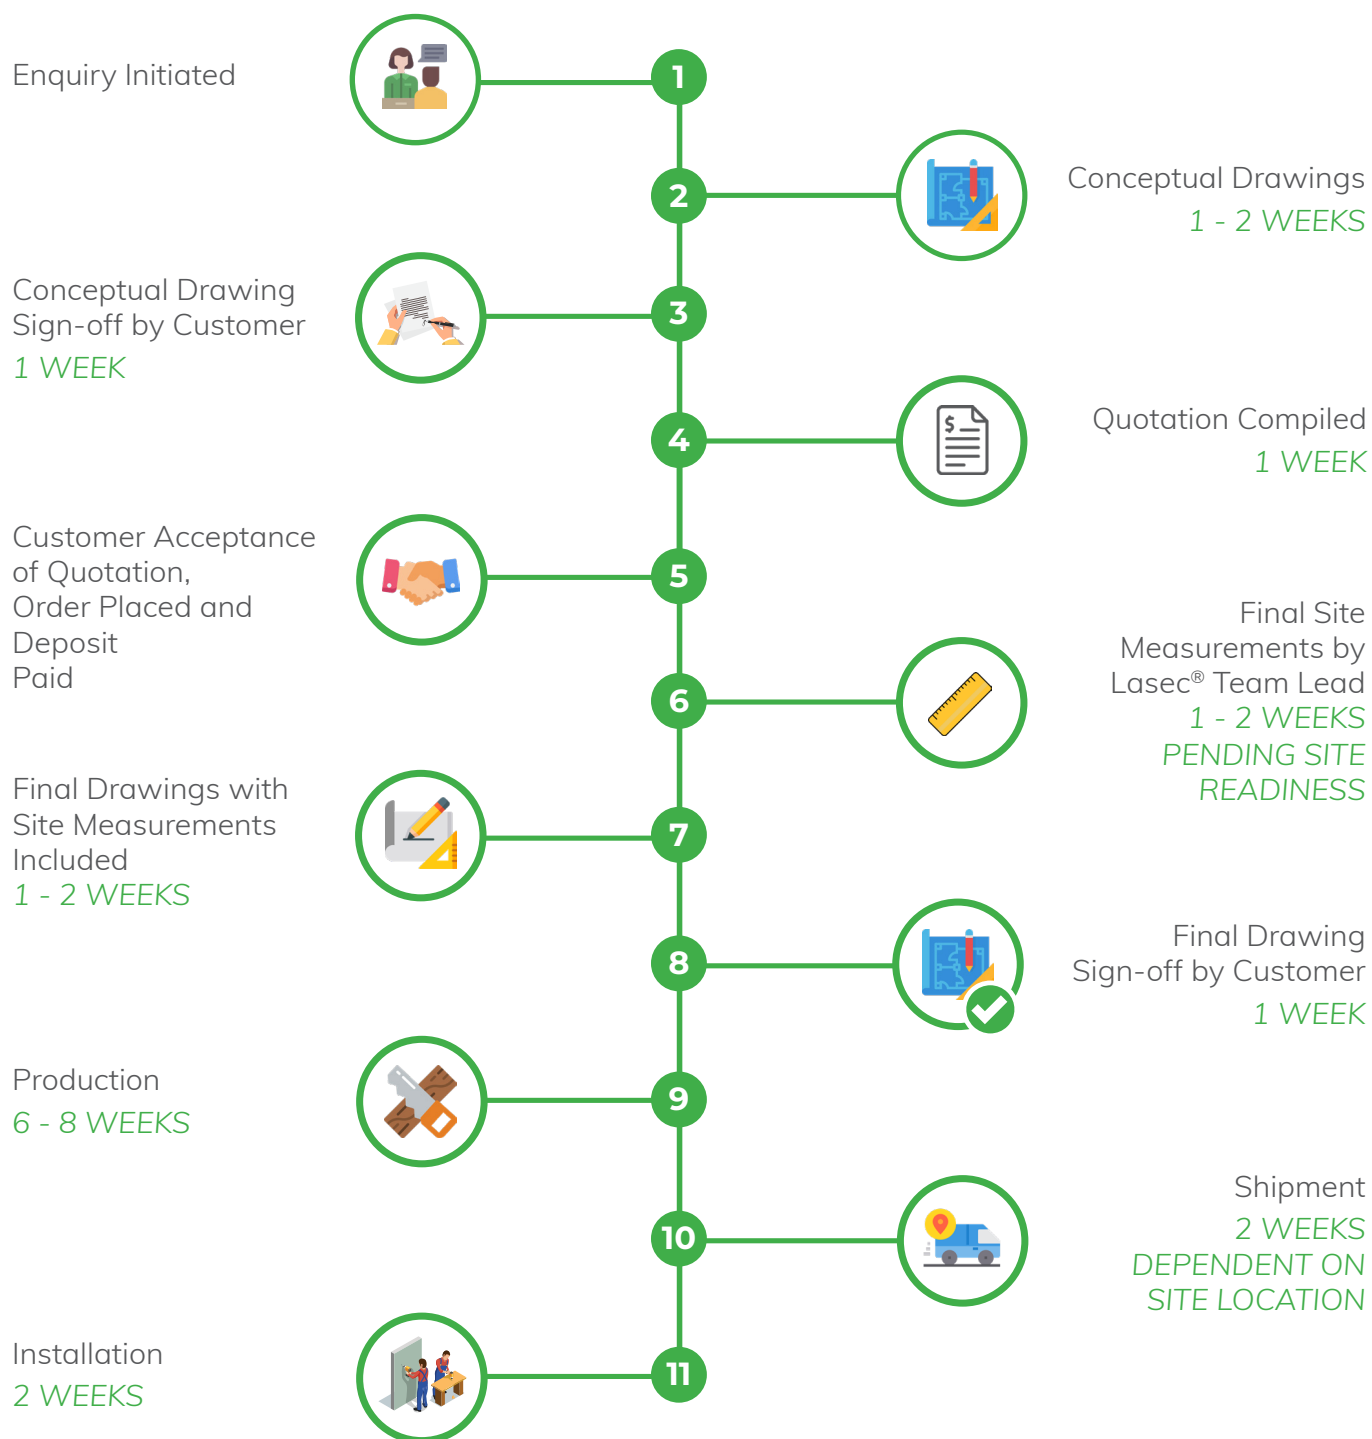 Enquiry Initiated
1
2
Conceptual Drawings
1 - 2 WEEKS
Conceptual Drawing
Sign-off by Customer
1 WEEK
3
4
$
Quotation Compiled
1 WEEK
Customer Acceptance
of Quotation,
Order Placed and
Deposit
Paid
5
6
Final Site
Measurements by
Lasec® Team Lead
1 - 2 WEEKS
PENDING SITE
READINESS
Final Drawings with
Site Measurements
Included
1 - 2 WEEKS
7
8
Final Drawing
Sign-off by Customer
1 WEEK
Production
6 - 8 WEEKS
9
10
Shipment
2 WEEKS
DEPENDENT ON
SITE LOCATION
Installation
2 WEEKS
11